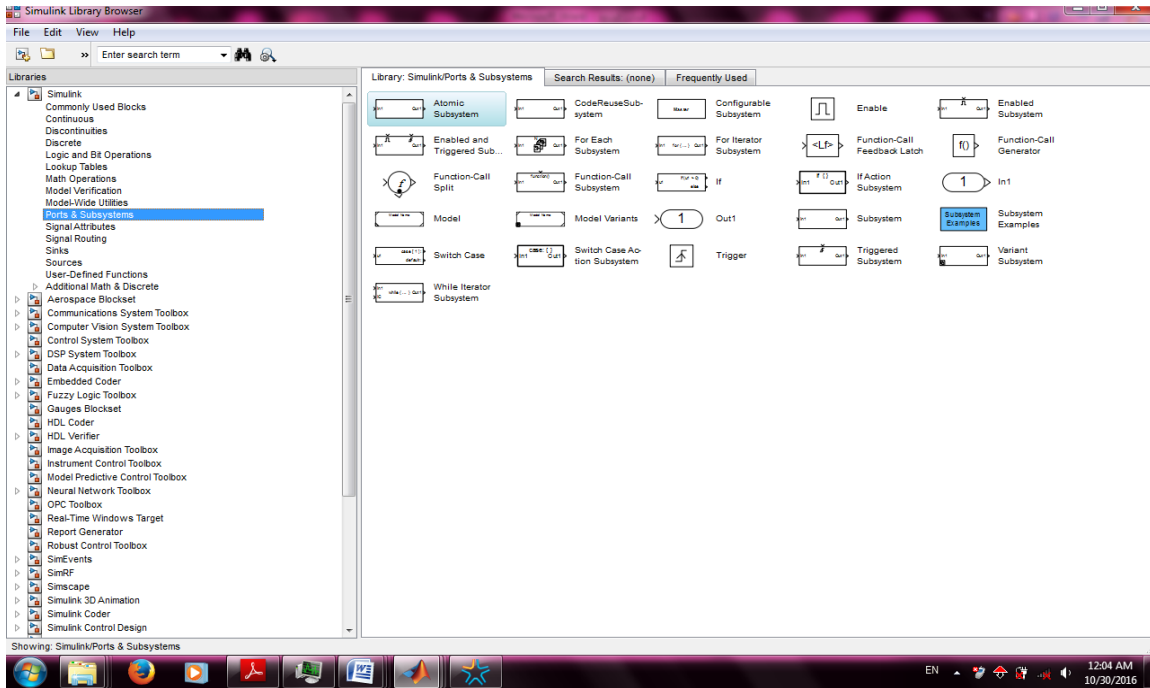 Simulink Library Browser
File Edit View Help
» Enter search term
Libraries
Library: Simulink/Ports & Subsystems Search Results: (none) Frequently Used
Simulink
Commonly Used Blocks
Continuous
Discontinuities
Discrete
Logic and Bit Operations
Lookup Tables
Math Operations
Model Verification
Model-Wide Utilities
Ports & Subsystems
Signal Attributes
Signal Routing
Sinks
Sources
User-Defined Functions
Additional Math & Discrete
Aerospace Blockset
Communications System Toolbox
Computer Vision System Toolbox
Control System Toolbox
DSP System Toolbox
Data Acquisition Toolbox
Embedded Coder
Fuzzy Logic Toolbox
Gauges Blockset
HDL Coder
HDL Verifier
Image Acquisition Toolbox
Instrument Control Toolbox
Model Predictive Control Toolbox
Neural Network Toolbox
OPC Toolbox
Real-Time Windows Target
Report Generator
Robust Control Toolbox
SimEvents
SimRF
Simscape
Simulink 3D Animation
Simulink Coder
Simulink Control Design
Atomic
Subsystem
CodeReuseSub-
system
Configurable
Subsystem
Enable
Enabled
Subsystem
Enabled and
Triggered Sub...
For Each
Subsystem
For Iterator
Subsystem
<Lf>
Function-Call
Feedback Latch
f()
Function-Call
Generator
f
Function-Call
Split
Function-Call
Subsystem
If
If Action
Subsystem
1
In1
Model
Model Variants
1
Out1
Subsystem
Subsystem
Examples
Subsystem
Examples
Switch Case
Switch Case Ac-
tion Subsystem
Trigger
Triggered
Subsystem
Variant
Subsystem
While Iterator
Subsystem
Showing: Simulink/Ports & Subsystems
EN
12:04 AM
10/30/2016